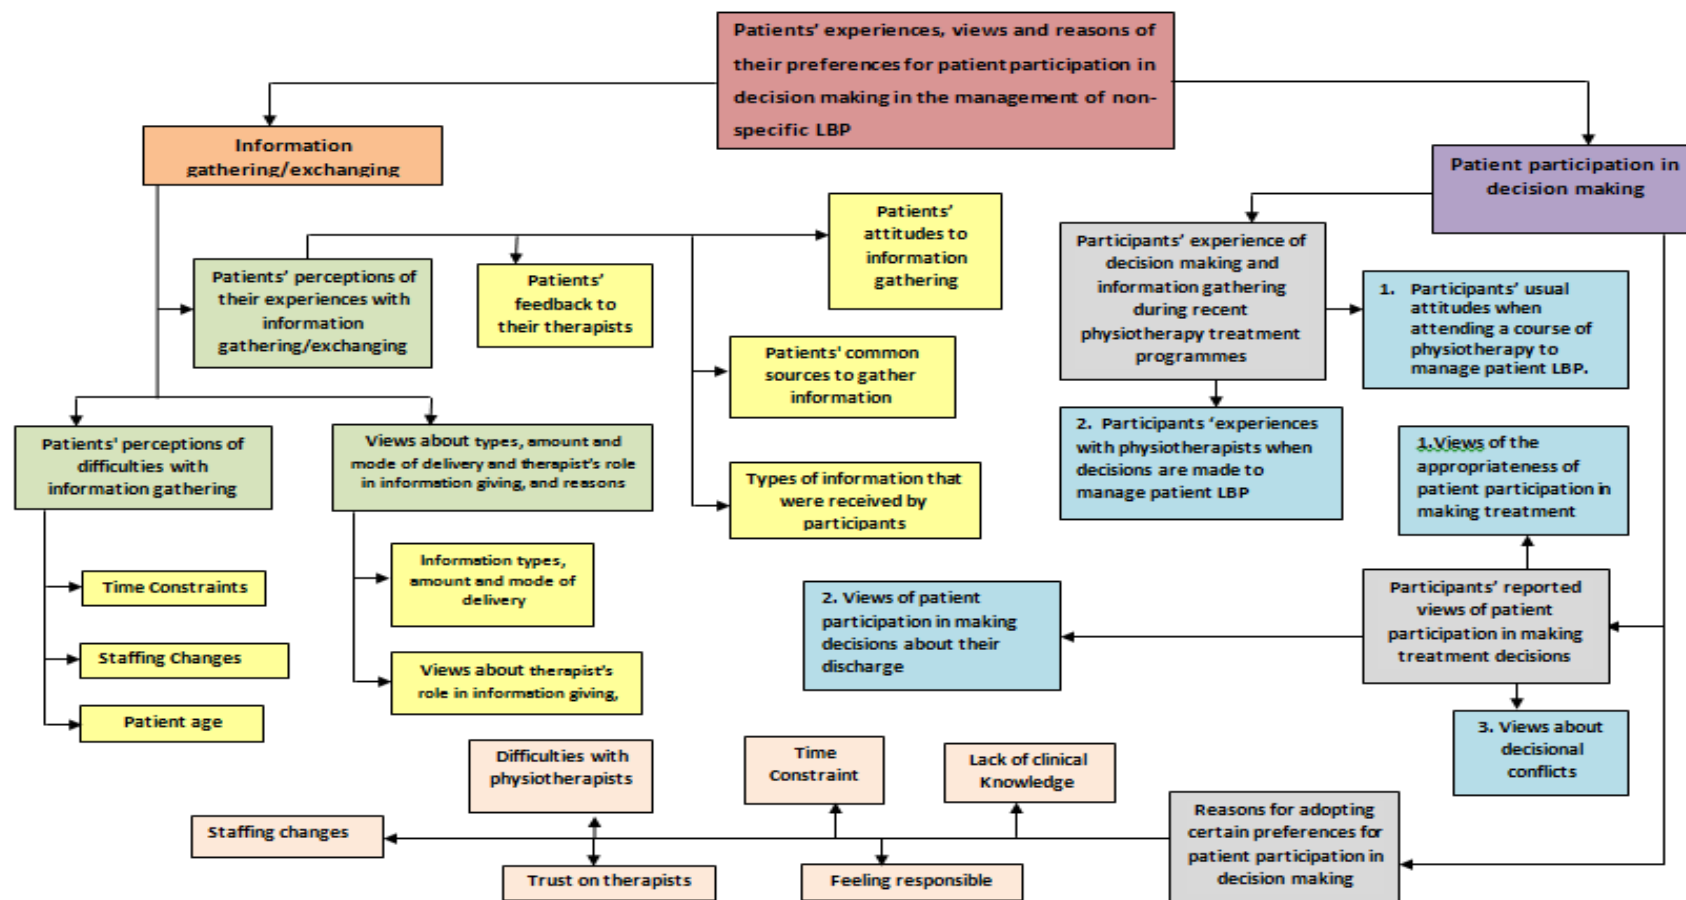 Patients’ experiences, views and reasons of
their preferences for patient participation in
decision making in the management of non-
specific LBP
Information
gathering/exchanging
Patient participation in
decision making
Patients’
attitudes to
information
gathering
Participants’ experience of
decision making and
information gathering
during recent
physiotherapy treatment
programmes
Patients’ perceptions of
their experiences with
information
gathering/exchanging
Patients’
feedback to
their therapists
1. Participants’ usual
attitudes when
attending a course of
physiotherapy to
manage patient LBP.
Patients' common
sources to gather
information
Patients' perceptions of
difficulties with
information gathering
Views about types, amount and
mode of delivery and therapist’s role
in information giving, and reasons
2. Participants ‘experiences
with physiotherapists when
decisions are made to
manage patient LBP
1.Views of the
appropriateness of
patient participation in
making treatment
Types of information that
were received by
participants
Time Constraints
Information types,
amount and mode of
delivery
2. Views of patient
participation in making
decisions about their
discharge
Participants’ reported
views of patient
participation in making
treatment decisions
Staffing Changes
Views about therapist’s
role in information giving,
Patient age
3. Views about
decisional
conflicts
Difficulties with
physiotherapists
Time
Constraint
Lack of clinical
Knowledge
Staffing changes
Reasons for adopting
certain preferences for
patient participation in
decision making
Trust on therapists
Feeling responsible